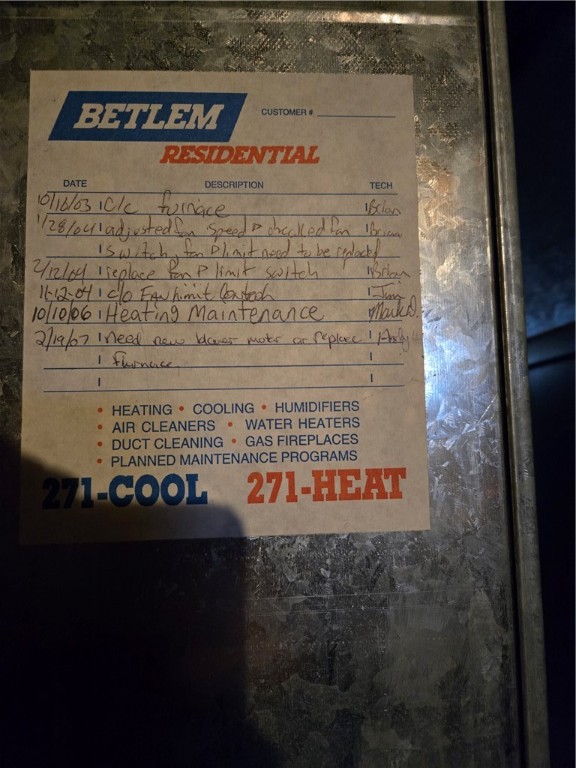 BETLEM
CUSTOMER #
RESIDENTIAL
DATE DESCRIPTION TECH
10/16/03 C/c furnace Brian
1/28/04 adjusted fan speed & checked fan Brian
switch fan & limit need to be replaced
2/12/04 replace fan & limit switch Brian
11-12-04 c/o Fan/Limit Control Jim
10/10/06 Heating Maintenance Mark D.
2/19/07 Need new blower motor or replace Andy
Furnace.
• HEATING • COOLING • HUMIDIFIERS
• AIR CLEANERS • WATER HEATERS
• DUCT CLEANING • GAS FIREPLACES
• PLANNED MAINTENANCE PROGRAMS
271-COOL 271-HEAT